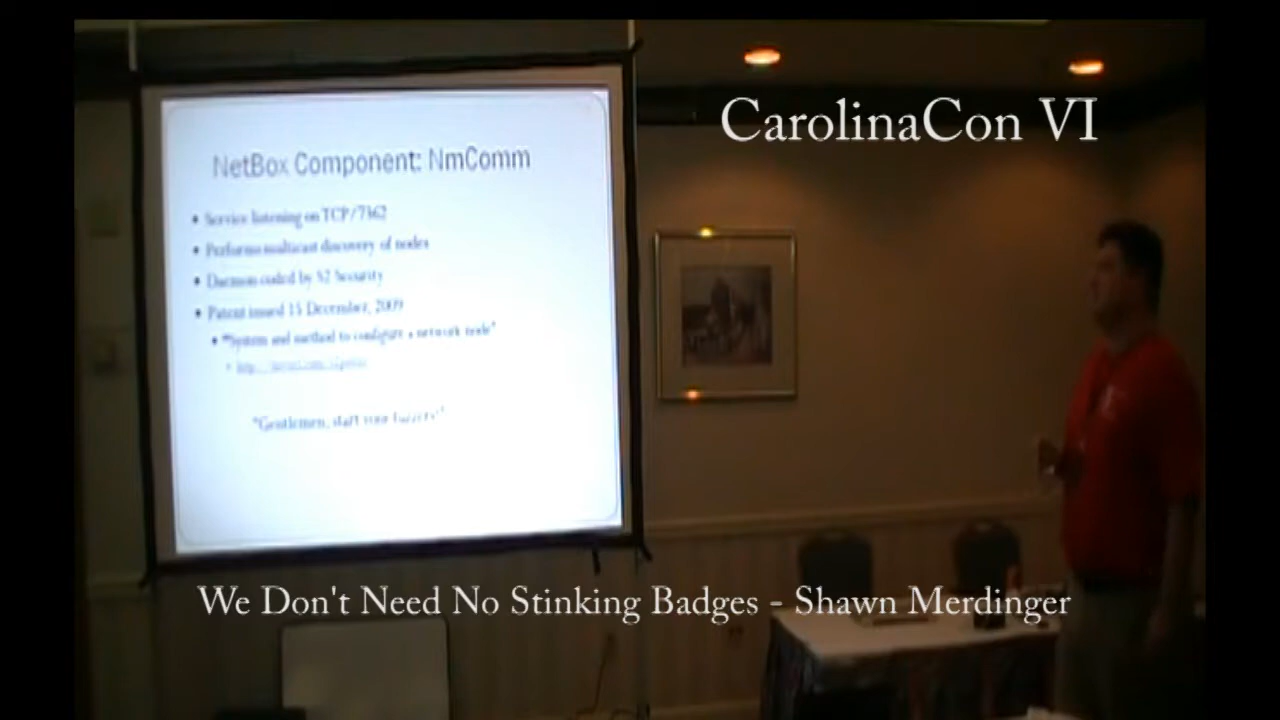 CarolinaCon VI
NetBox Component: NmComm
• Service listening on TCP/7362
• Performs multicast discovery of nodes
• Daemon coded by S2 Security
• Patent issued 15 December, 2009
• "System and method to configure a network node"
"Gentlemen, start your fuzzers"
We Don't Need No Stinking Badges - Shawn Merdinger